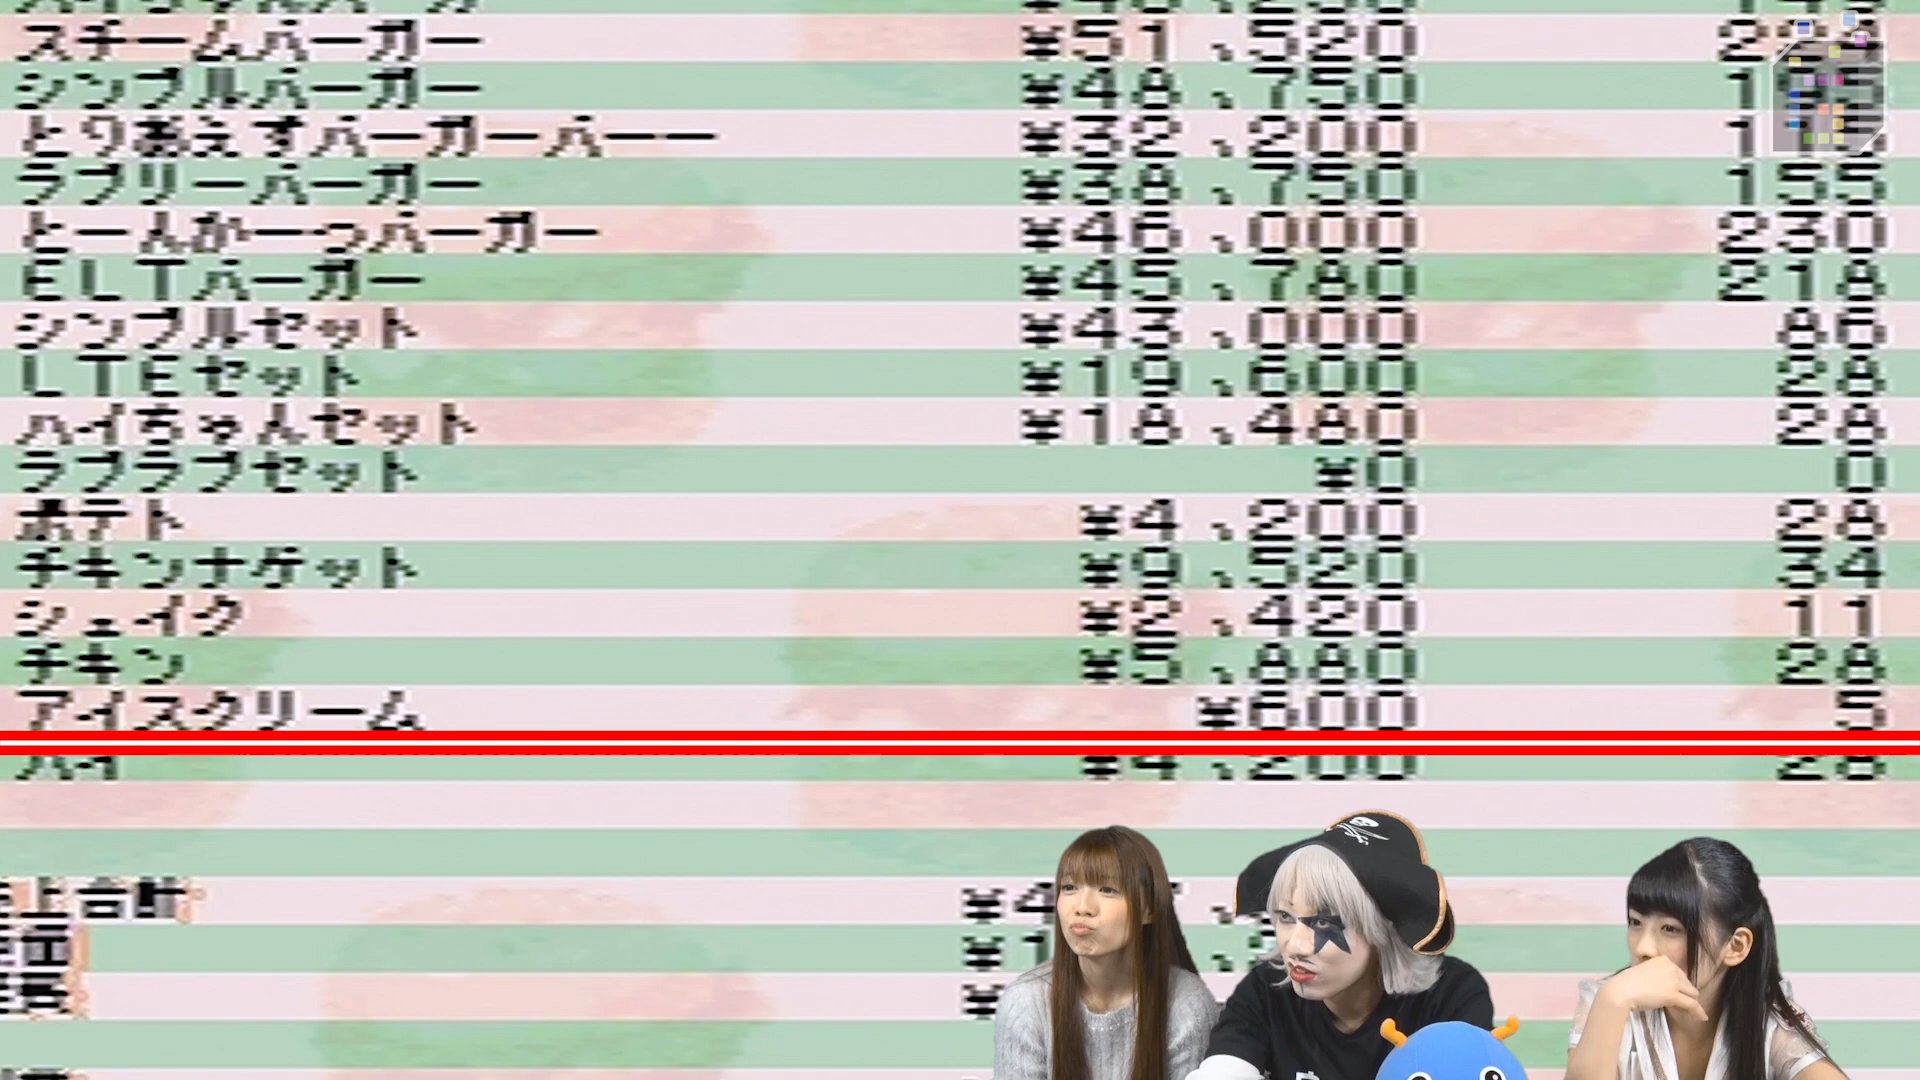 スチームバーガー ¥51,520
シンプルバーガー ¥48,750
とりあえずバーガーバーー ¥32,200
ラブリーバーガー ¥38,750 155
とーんかーつバーガー ¥46,000 230
ELTバーガー ¥45,780 218
シンプルセット ¥43,000 86
LTEセット ¥19,600 28
ハイちゃんセット ¥18,480 28
ラブラブセット ¥0 0
ポテト ¥4,200 28
チキンナゲット ¥9,520 34
シェイク ¥2,420 11
チキン ¥5,880 28
アイスクリーム ¥600 5
パイ ¥4,200 28
合計